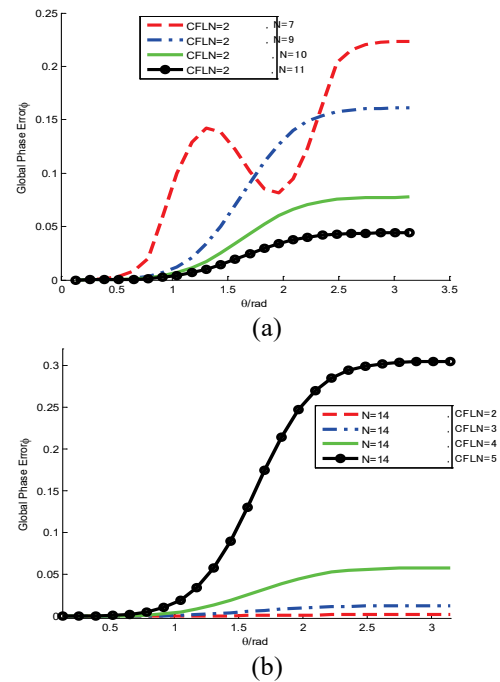 0.25
0.2
0.15
0.1
0.05
0
Global Phase Errorϕ
CFLN=2 , N=7
CFLN=2 , N=9
CFLN=2 , N=10
CFLN=2 , N=11
0 0.5 1 1.5 2 2.5 3 3.5
θ/rad
(a)
0.3
0.25
0.2
0.15
0.1
0.05
0
Global Phase Errorϕ
N=14 , CFLN=2
N=14 , CFLN=3
N=14 , CFLN=4
N=14 , CFLN=5
0.5 1 1.5 2 2.5 3
θ/rad
(b)